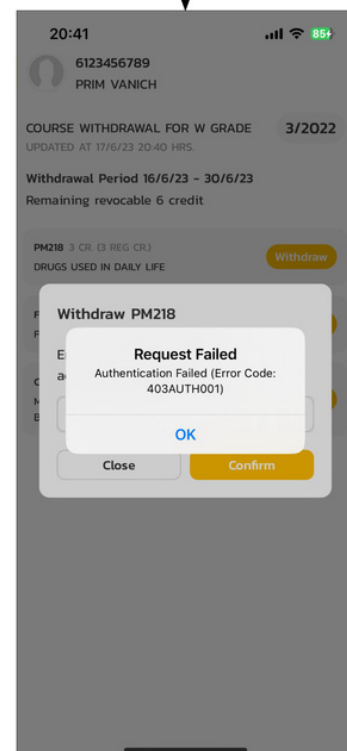 20:41
85
6123456789
PRIM VANICH
COURSE WITHDRAWAL FOR W GRADE 3/2022
UPDATED AT 17/6/23 20:40 HRS.
Withdrawal Period 16/6/23 - 30/6/23
Remaining revocable 6 credit
PM218 3 CR. (3 REG CR.)
DRUGS USED IN DAILY LIFE
Withdraw
Withdraw PM218
Request Failed
Authentication Failed (Error Code:
403AUTH001)
OK
Close Confirm